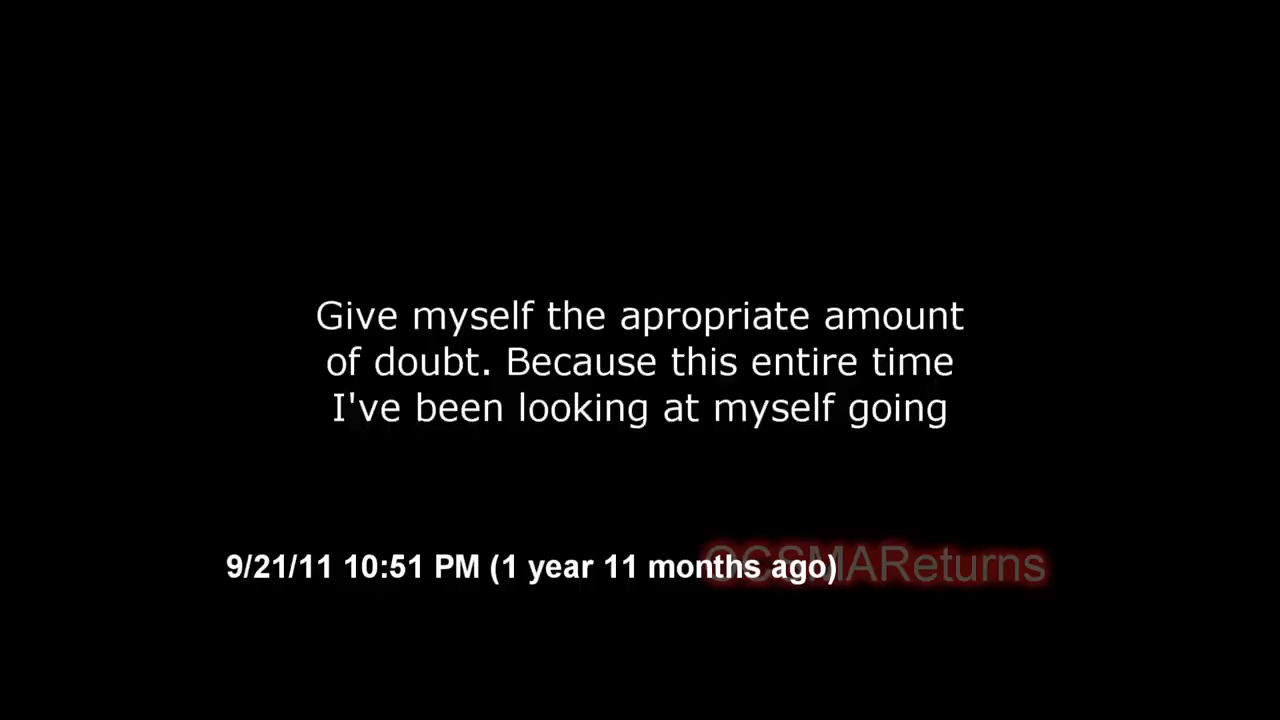 Give myself the apropriate amount
of doubt. Because this entire time
I've been looking at myself going
9/21/11 10:51 PM (1 year 11 months ago)